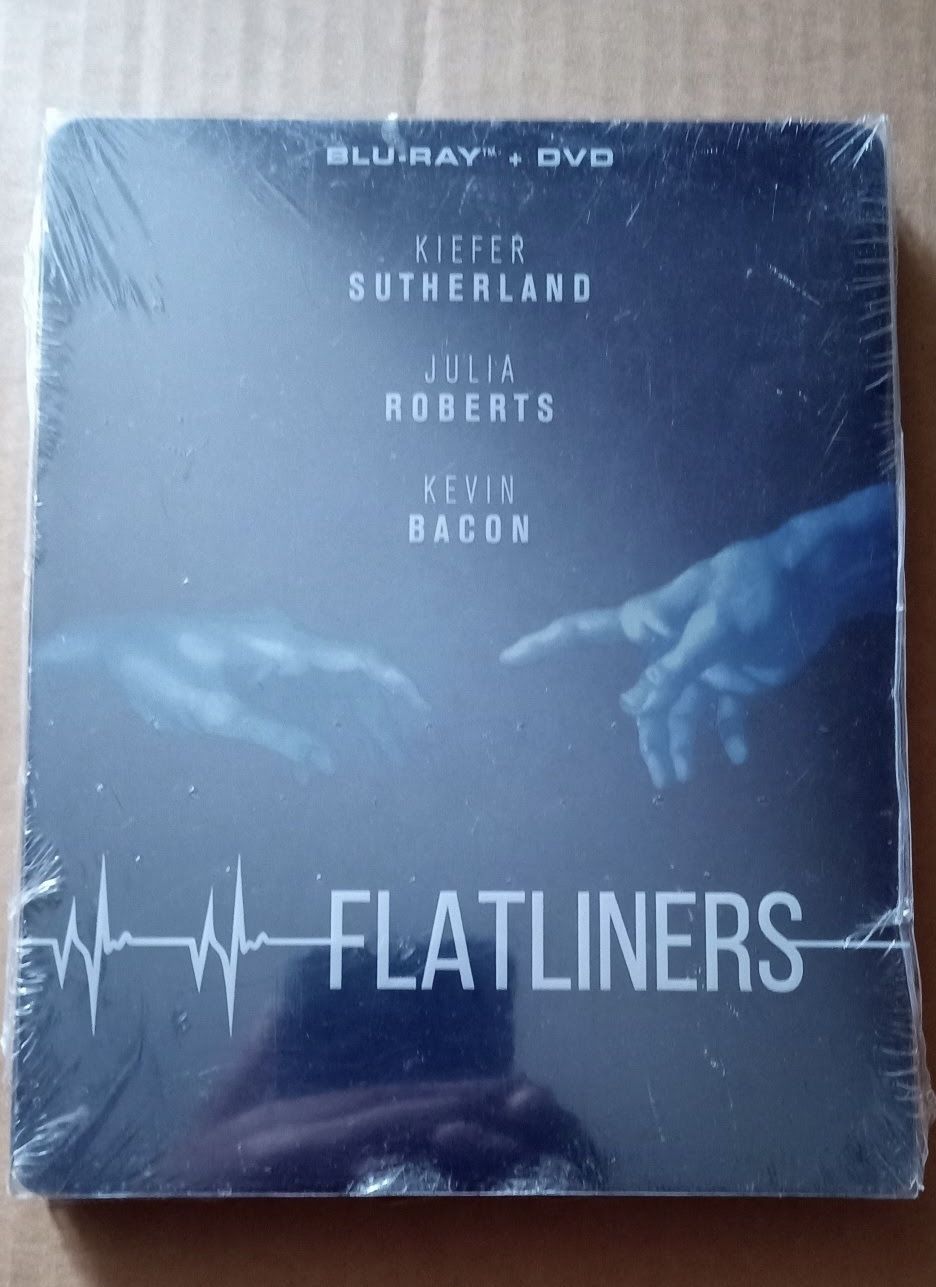 BLU-RAY™ + DVD
KIEFER
SUTHERLAND
JULIA
ROBERTS
KEVIN
BACON
FLATLINERS